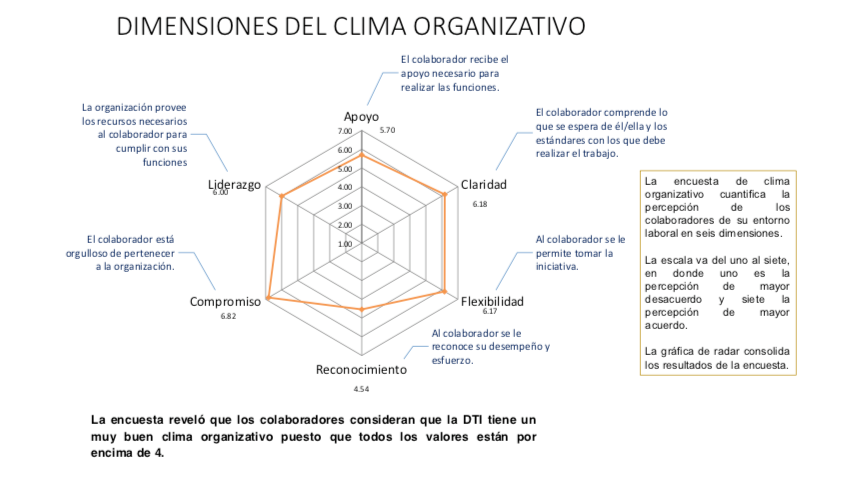 DIMENSIONES DEL CLIMA ORGANIZATIVO
El colaborador recibe el
apoyo necesario para
realizar las funciones.
La organización provee
los recursos necesarios
al colaborador para
cumplir con sus
funciones
El colaborador comprende lo
que se espera de él/ella y los
estándares con los que debe
realizar el trabajo.
Apoyo
5.70
7.00
6.00
5.00
4.00
3.00
2.00
1.00
Liderazgo
6.00
Claridad
6.18
El colaborador está
orgulloso de pertenecer
a la organización.
Al colaborador se le
permite tomar la
iniciativa.
Compromiso
6.82
Flexibilidad
6.17
Al colaborador se le
reconoce su desempeño y
esfuerzo.
Reconocimiento
4.54
La encuesta de clima
organizativo cuantifica la
percepción de los
colaboradores de su entorno
laboral en seis dimensiones.
La escala va del uno al siete,
en donde uno es la
percepción de mayor
desacuerdo y siete la
percepción de mayor
acuerdo.
La gráfica de radar consolida
los resultados de la encuesta.
La encuesta reveló que los colaboradores consideran que la DTI tiene un
muy buen clima organizativo puesto que todos los valores están por
encima de 4.